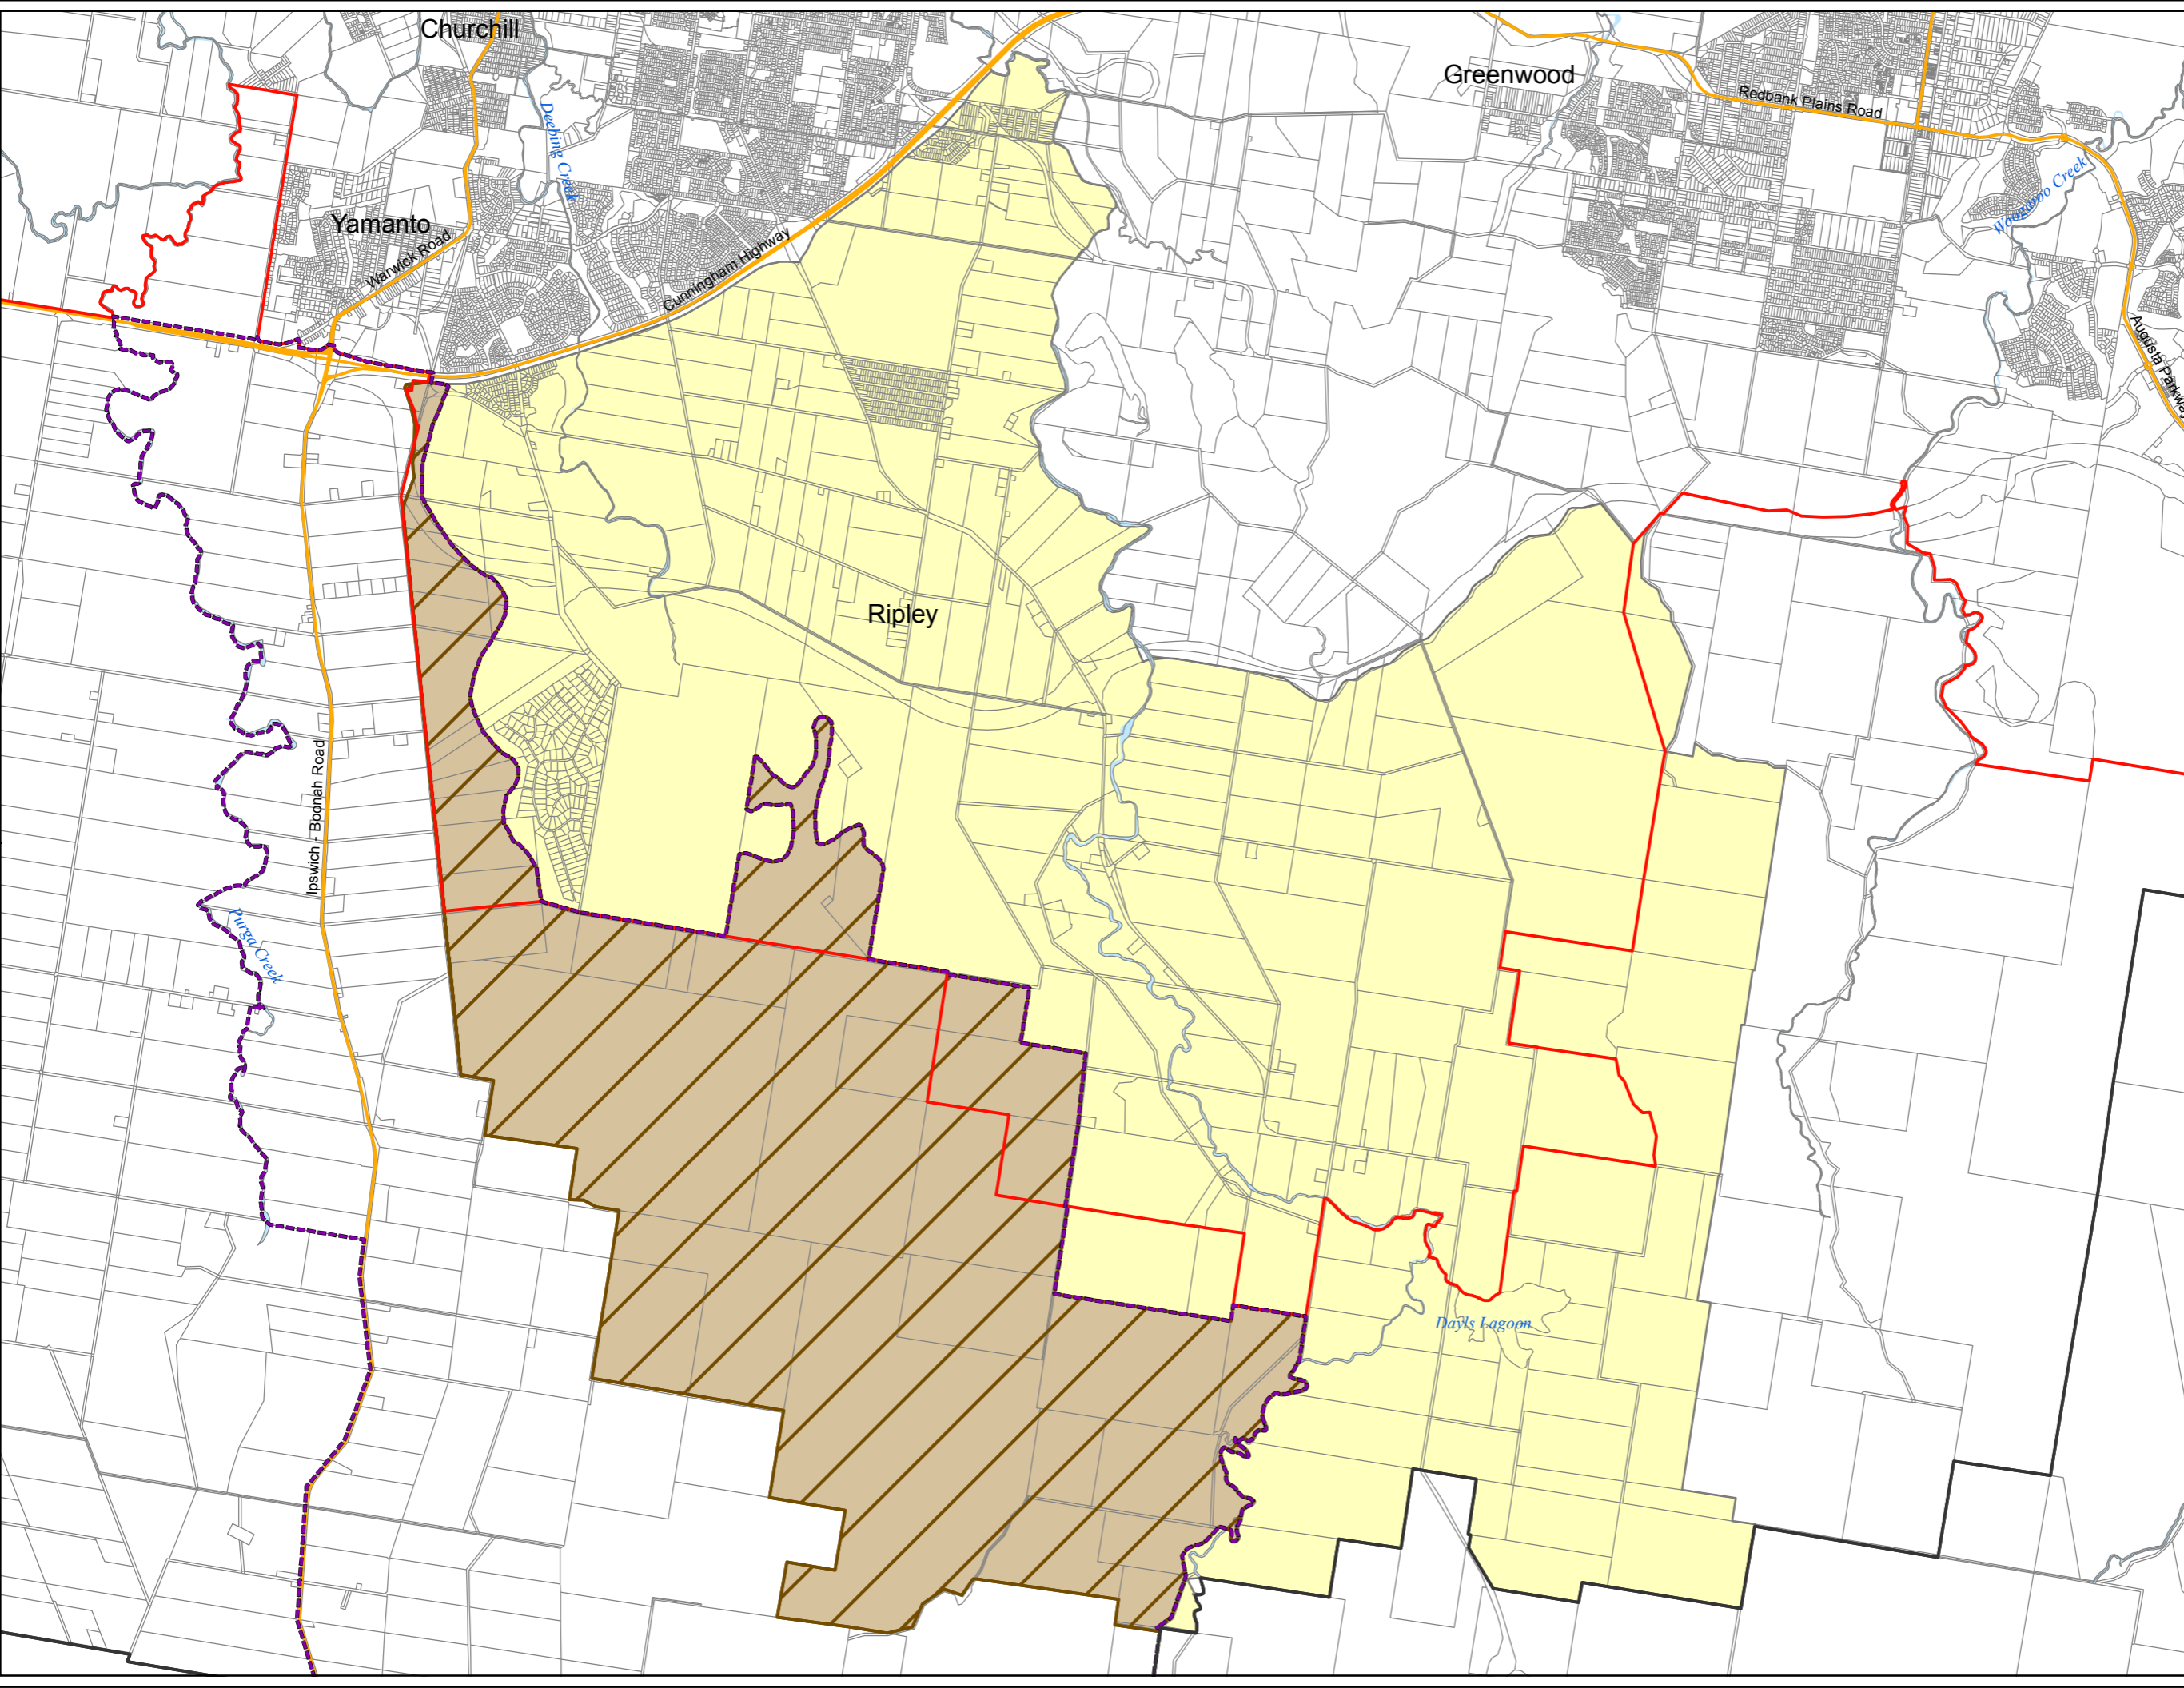 Churchill
Greenwood
Redbank Plains Road
Deebing Creek
Woogaroo Creek
Yamanto
Warwick Road
Cunningham Highway
Augusta Parkway
Ripley
Ipswich - Boonah Road
Purga Creek
Dayls Lagoon